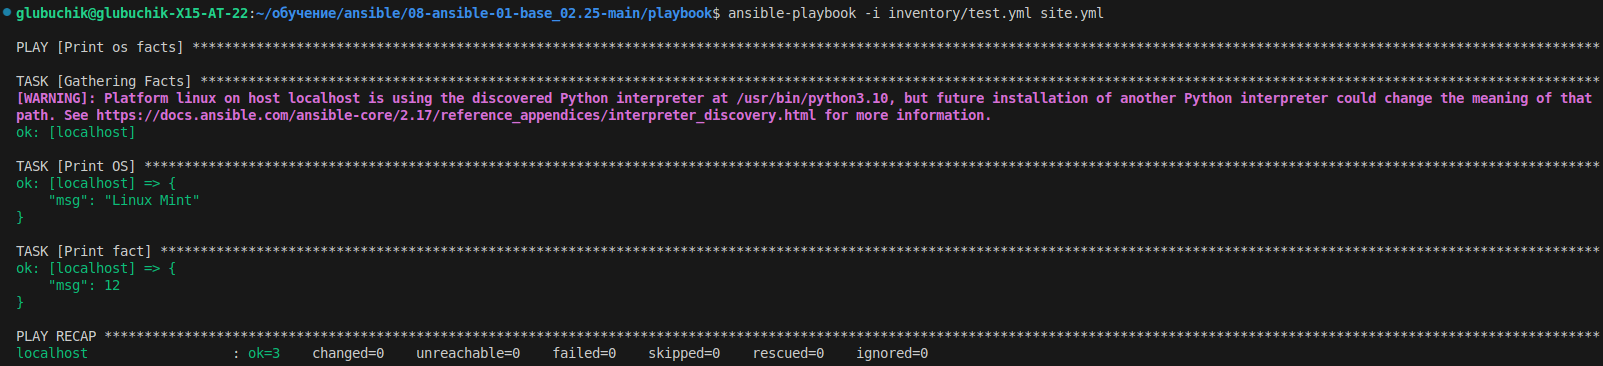 glubuchik@glubuchik-X15-AT-22:~/обучение/ansible/08-ansible-01-base_02.25-main/playbook$ ansible-playbook -i inventory/test.yml site.yml
PLAY [Print os facts] ********************************************************************************************************************************************************************************
TASK [Gathering Facts] *******************************************************************************************************************************************************************************
[WARNING]: Platform linux on host localhost is using the discovered Python interpreter at /usr/bin/python3.10, but future installation of another Python interpreter could change the meaning of that
path. See https://docs.ansible.com/ansible-core/2.17/reference_appendices/interpreter_discovery.html for more information.
ok: [localhost]
TASK [Print OS] **************************************************************************************************************************************************************************************
ok: [localhost] => {
    "msg": "Linux Mint"
}
TASK [Print fact] ************************************************************************************************************************************************************************************
ok: [localhost] => {
    "msg": 12
}
PLAY RECAP *******************************************************************************************************************************************************************************************
localhost                  : ok=3    changed=0    unreachable=0    failed=0    skipped=0    rescued=0    ignored=0